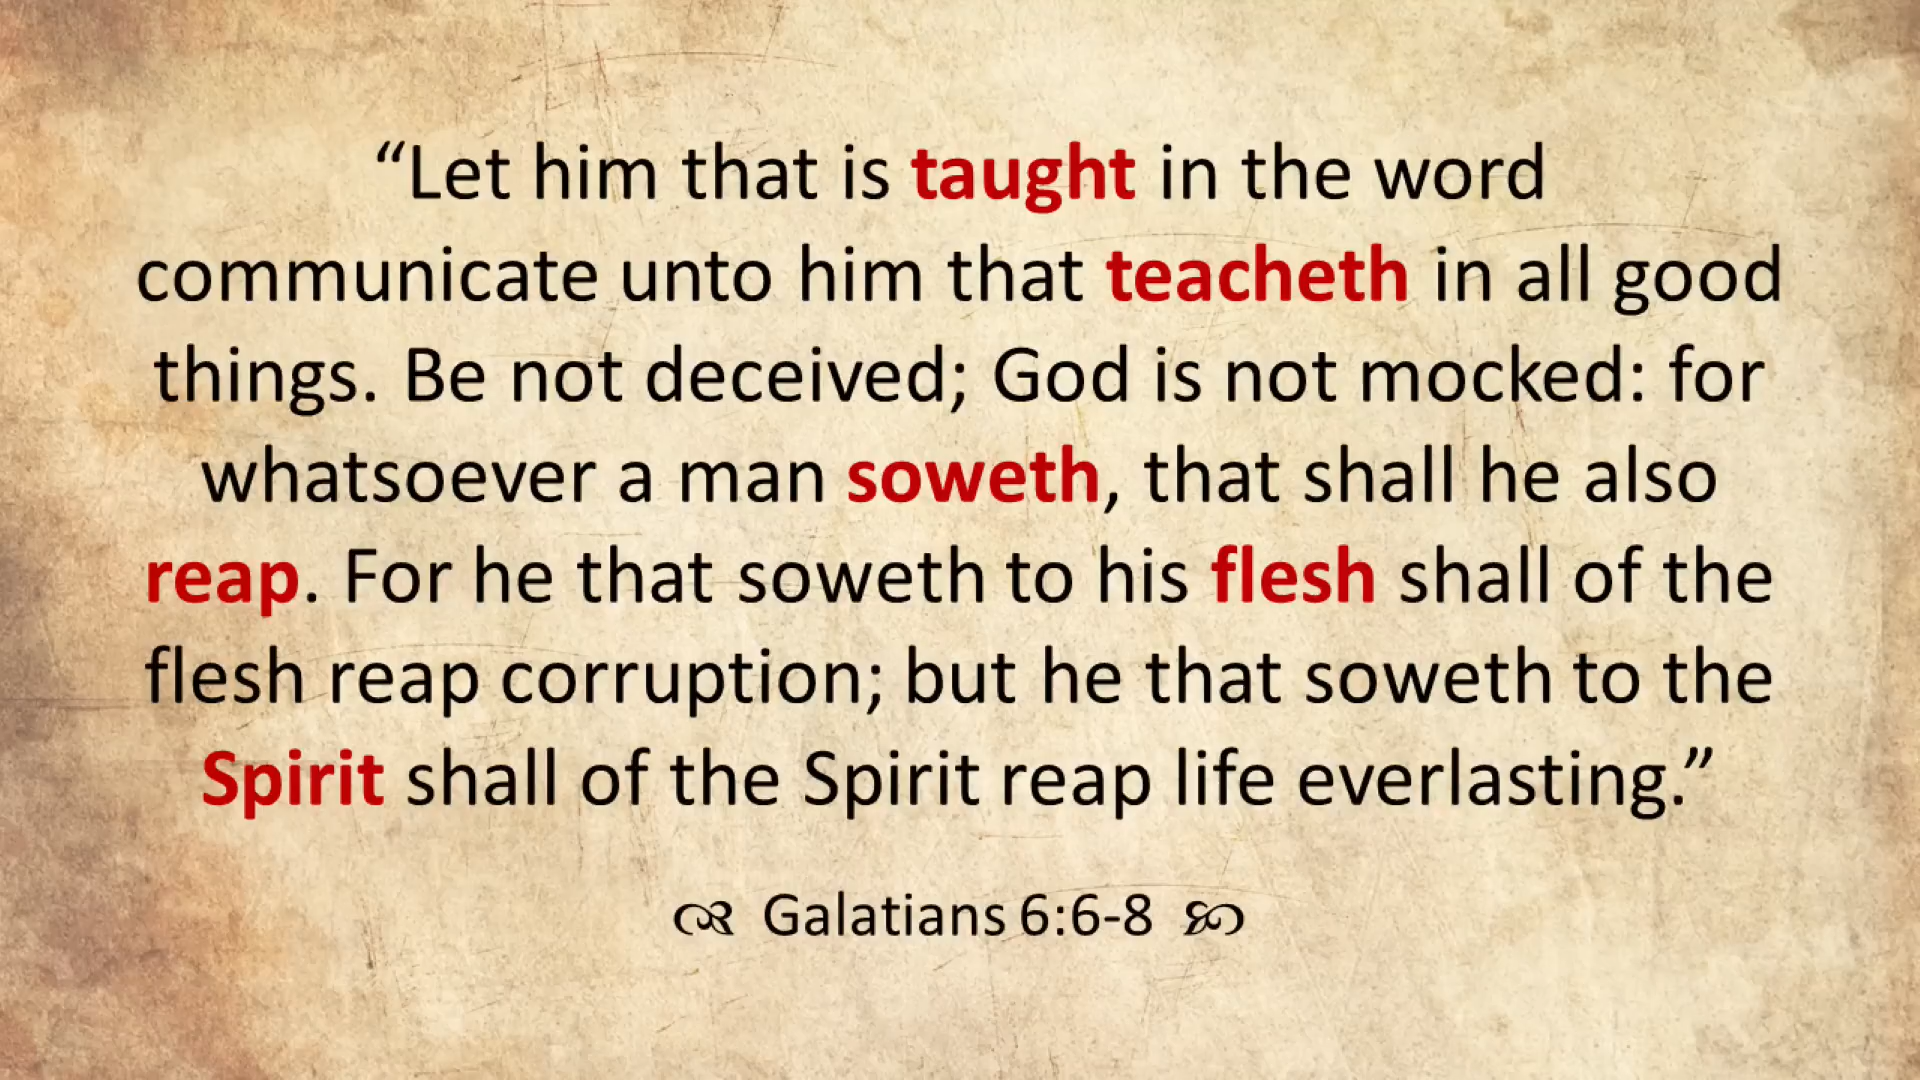 “Let him that is taught in the word
communicate unto him that teacheth in all good
things. Be not deceived; God is not mocked: for
whatsoever a man soweth, that shall he also
reap. For he that soweth to his flesh shall of the
flesh reap corruption; but he that soweth to the
Spirit shall of the Spirit reap life everlasting.”
Galatians 6:6-8